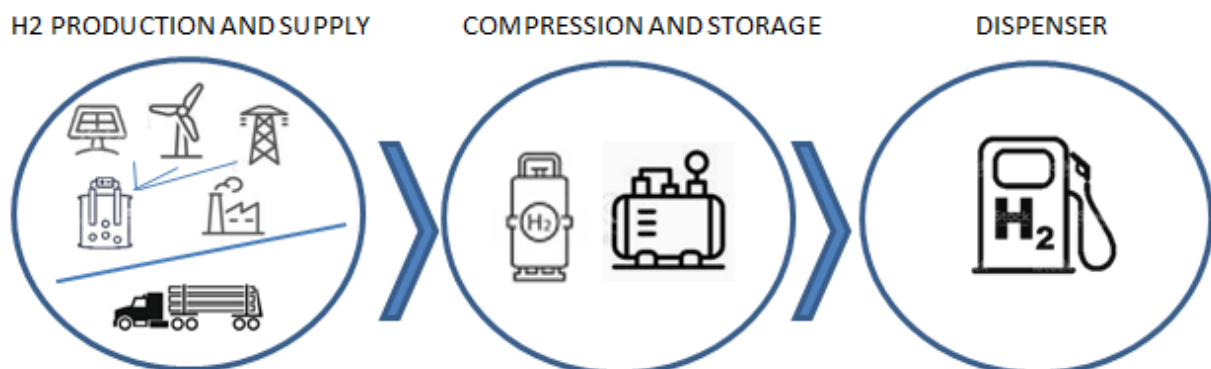 H2 PRODUCTION AND SUPPLY
COMPRESSION AND STORAGE
DISPENSER
H2
H2